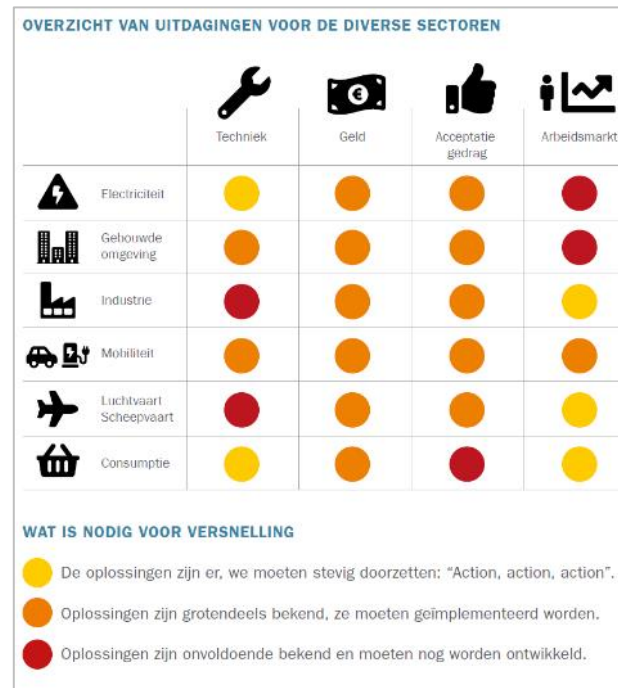 OVERZICHT VAN UITDAGINGEN VOOR DE DIVERSE SECTOREN
Techniek
Geld
Acceptatie
gedrag
Arbeidsmarkt
Electriciteit
Gebouwde
omgeving
Industrie
Mobiliteit
Luchtvaart
Scheepvaart
Consumptie
WAT IS NODIG VOOR VERSNELLING
De oplossingen zijn er, we moeten stevig doorzetten: “Action, action, action”.
Oplossingen zijn grotendeels bekend, ze moeten geïmplementeerd worden.
Oplossingen zijn onvoldoende bekend en moeten nog worden ontwikkeld.